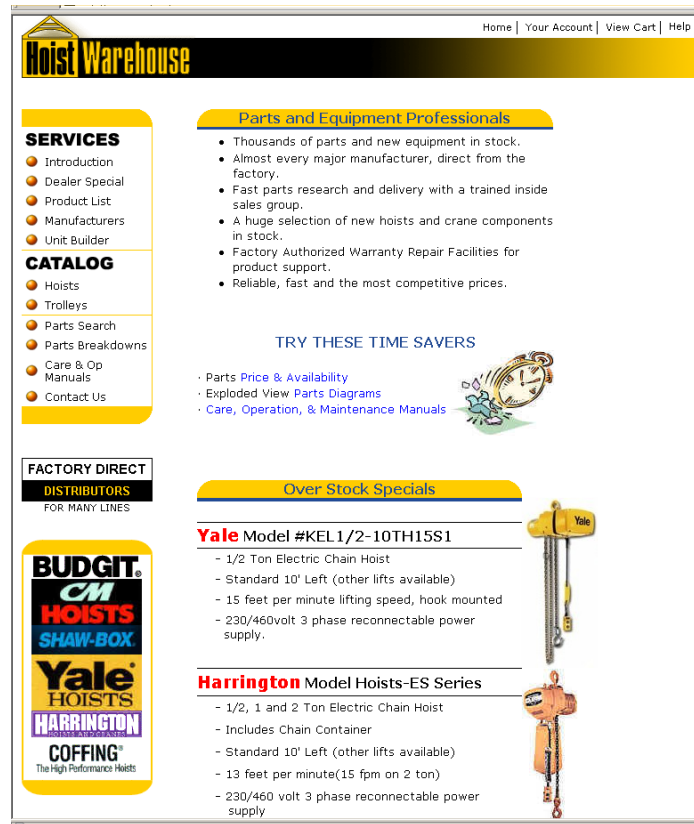 Home | Your Account | View Cart | Help
Hoist Warehouse
SERVICES
Introduction
Dealer Special
Product List
Manufacturers
Unit Builder
CATALOG
Hoists
Trolleys
Parts Search
Parts Breakdowns
Care & Op
Manuals
Contact Us
FACTORY DIRECT
DISTRIBUTORS
FOR MANY LINES
BUDGIT®
CM
HOISTS
SHAW-BOX
Yale
HOISTS
HARRINGTON
HOISTS AND CRANES
COFFING®
The High Performance Hoists
Parts and Equipment Professionals
• Thousands of parts and new equipment in stock.
• Almost every major manufacturer, direct from the
factory.
• Fast parts research and delivery with a trained inside
sales group.
• A huge selection of new hoists and crane components
in stock.
• Factory Authorized Warranty Repair Facilities for
product support.
• Reliable, fast and the most competitive prices.
TRY THESE TIME SAVERS
· Parts Price & Availability
· Exploded View Parts Diagrams
· Care, Operation, & Maintenance Manuals
Over Stock Specials
Yale Model #KEL1/2-10TH15S1
- 1/2 Ton Electric Chain Hoist
- Standard 10' Left (other lifts available)
- 15 feet per minute lifting speed, hook mounted
- 230/460volt 3 phase reconnectable power
supply.
Yale
Harrington Model Hoists-ES Series
- 1/2, 1 and 2 Ton Electric Chain Hoist
- Includes Chain Container
- Standard 10' Left (other lifts available)
- 13 feet per minute(15 fpm on 2 ton)
- 230/460 volt 3 phase reconnectable power
supply